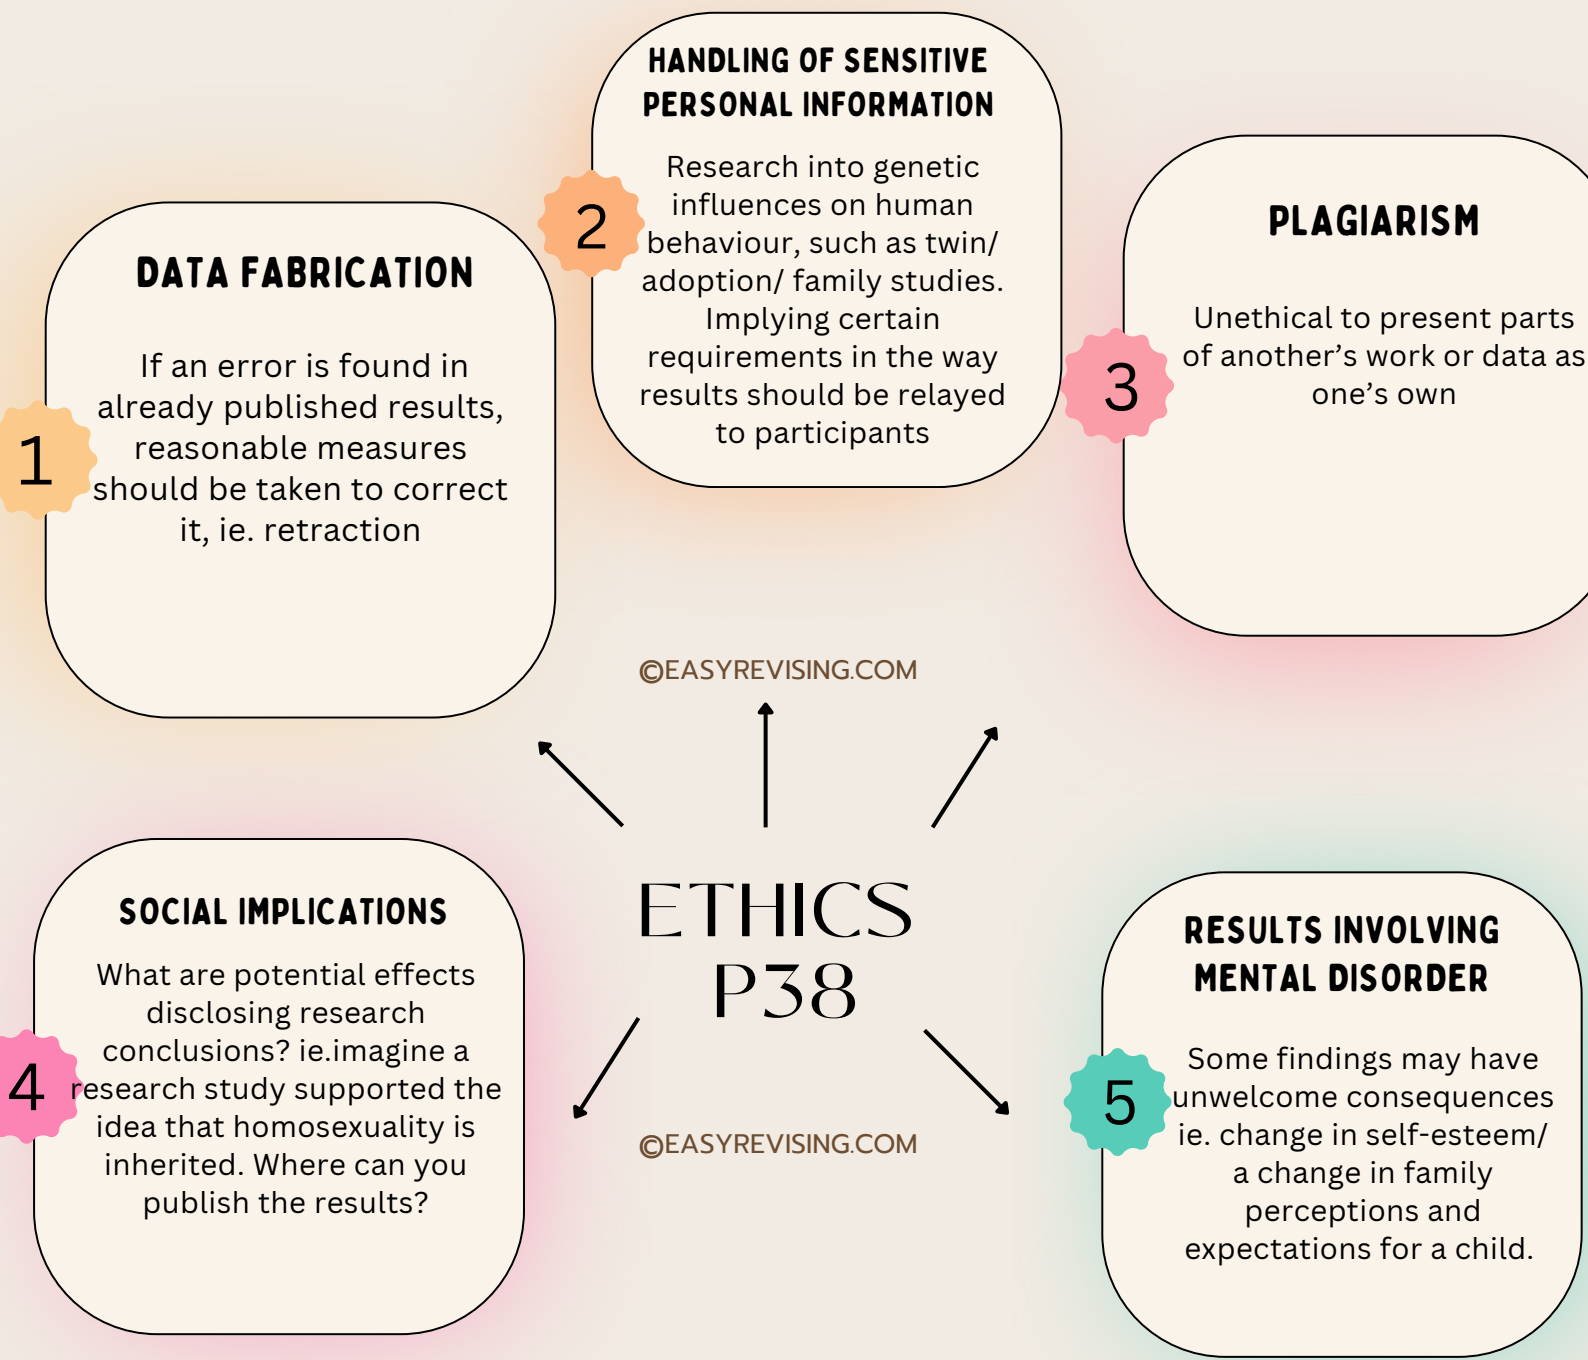 HANDLING OF SENSITIVE
PERSONAL INFORMATION
Research into genetic
influences on human
behaviour, such as twin/
adoption/ family studies.
Implying certain
requirements in the way
results should be relayed
to participants
2
DATA FABRICATION
If an error is found in
already published results,
reasonable measures
should be taken to correct
it, ie. retraction
1
PLAGIARISM
Unethical to present parts
of another’s work or data as
one’s own
3
©EASYREVISING.COM
ETHICS
P38
©EASYREVISING.COM
SOCIAL IMPLICATIONS
What are potential effects
disclosing research
conclusions? ie.imagine a
research study supported the
idea that homosexuality is
inherited. Where can you
publish the results?
4
RESULTS INVOLVING
MENTAL DISORDER
Some findings may have
unwelcome consequences
ie. change in self-esteem/
a change in family
perceptions and
expectations for a child.
5